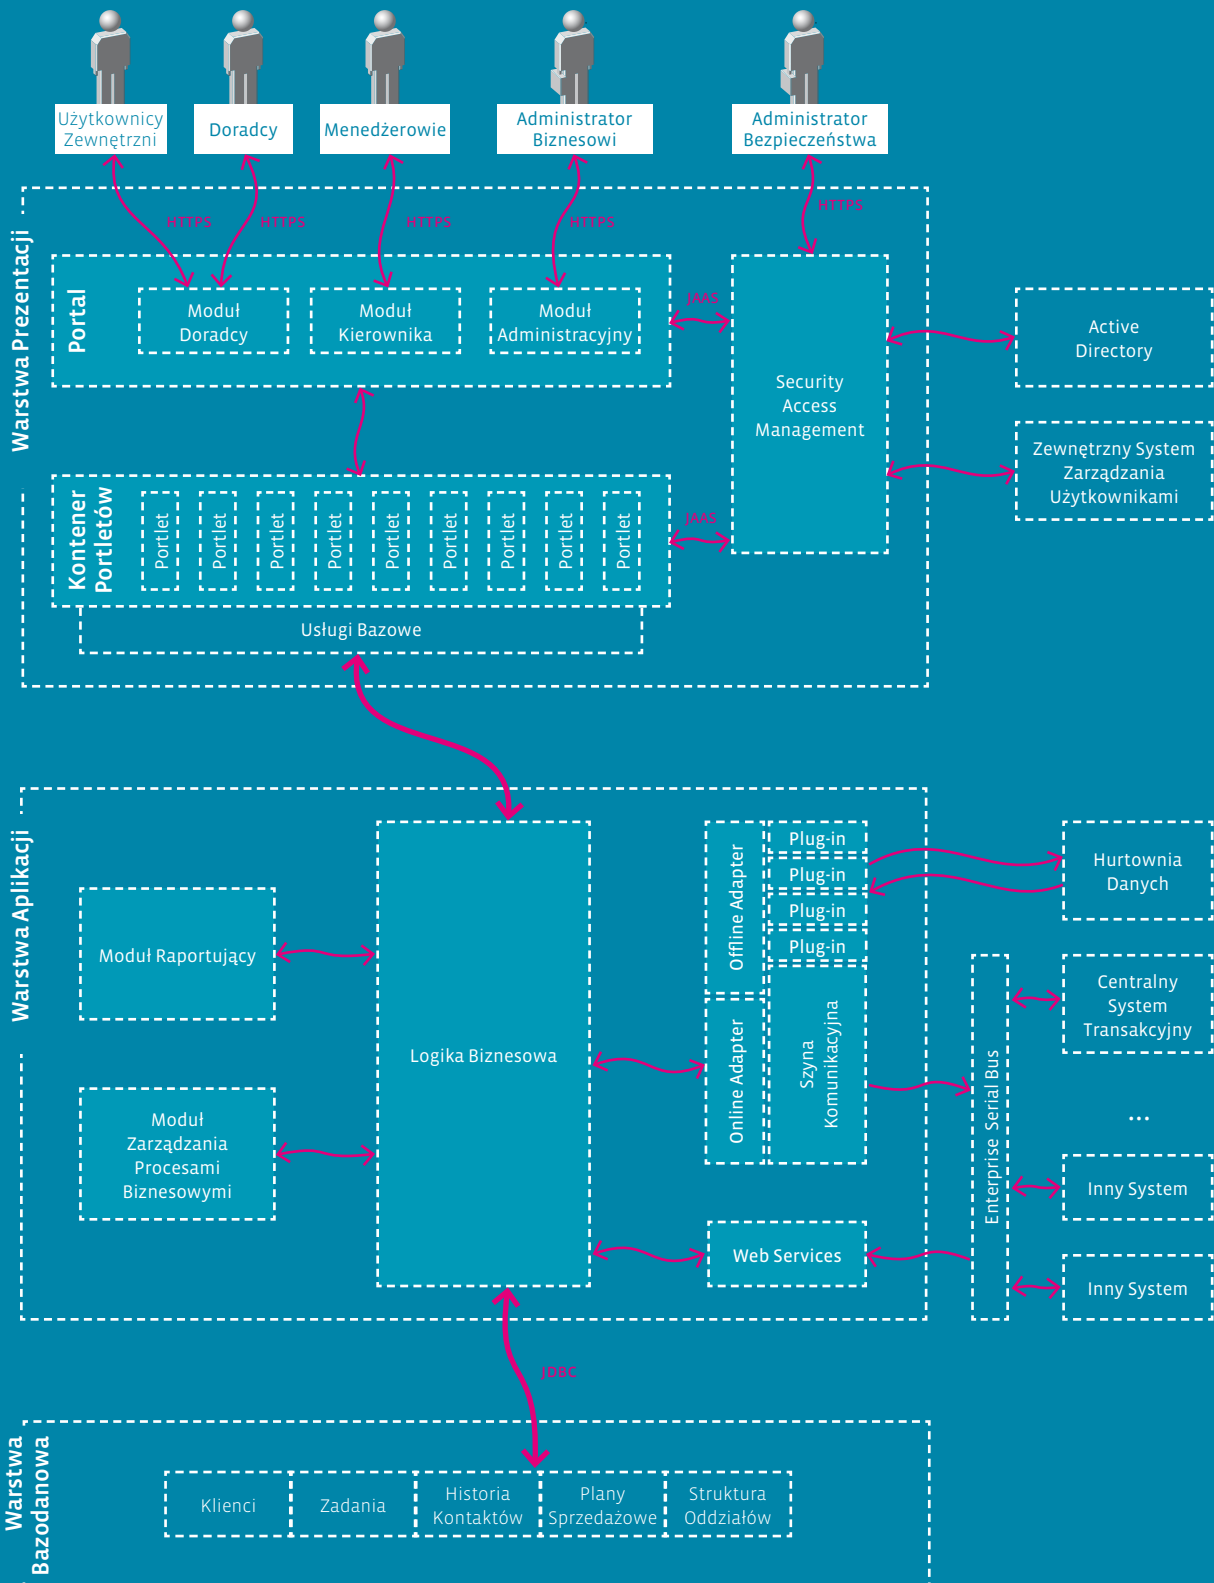 Użytkownicy
Zewnętrzni
Doradcy
Menedżerowie
Administrator
Biznesowi
Administrator
Bezpieczeństwa
HTTPS
HTTPS
HTTPS
HTTPS
HTTPS
Warstwa Prezentacji
Portal
Moduł
Doradcy
Moduł
Kierownika
Moduł
Administracyjny
JAAS
Security
Access
Management
Active
Directory
Zewnętrzny System
Zarządzania
Użytkownikami
Kontener
Portletów
Portlet
Portlet
Portlet
Portlet
Portlet
Portlet
Portlet
Portlet
Portlet
JAAS
Usługi Bazowe
Warstwa Aplikacji
Moduł Raportujący
Moduł
Zarządzania
Procesami
Biznesowymi
Logika Biznesowa
Offline Adapter
Online Adapter
Plug-in
Plug-in
Plug-in
Plug-in
Szyna
Komunikacyjna
Web Services
Enterprise Serial Bus
Hurtownia
Danych
Centralny
System
Transakcyjny
...
Inny System
Inny System
JDBC
Warstwa
Bazodanowa
Klienci
Zadania
Historia
Kontaktów
Plany
Sprzedażowe
Struktura
Oddziałów